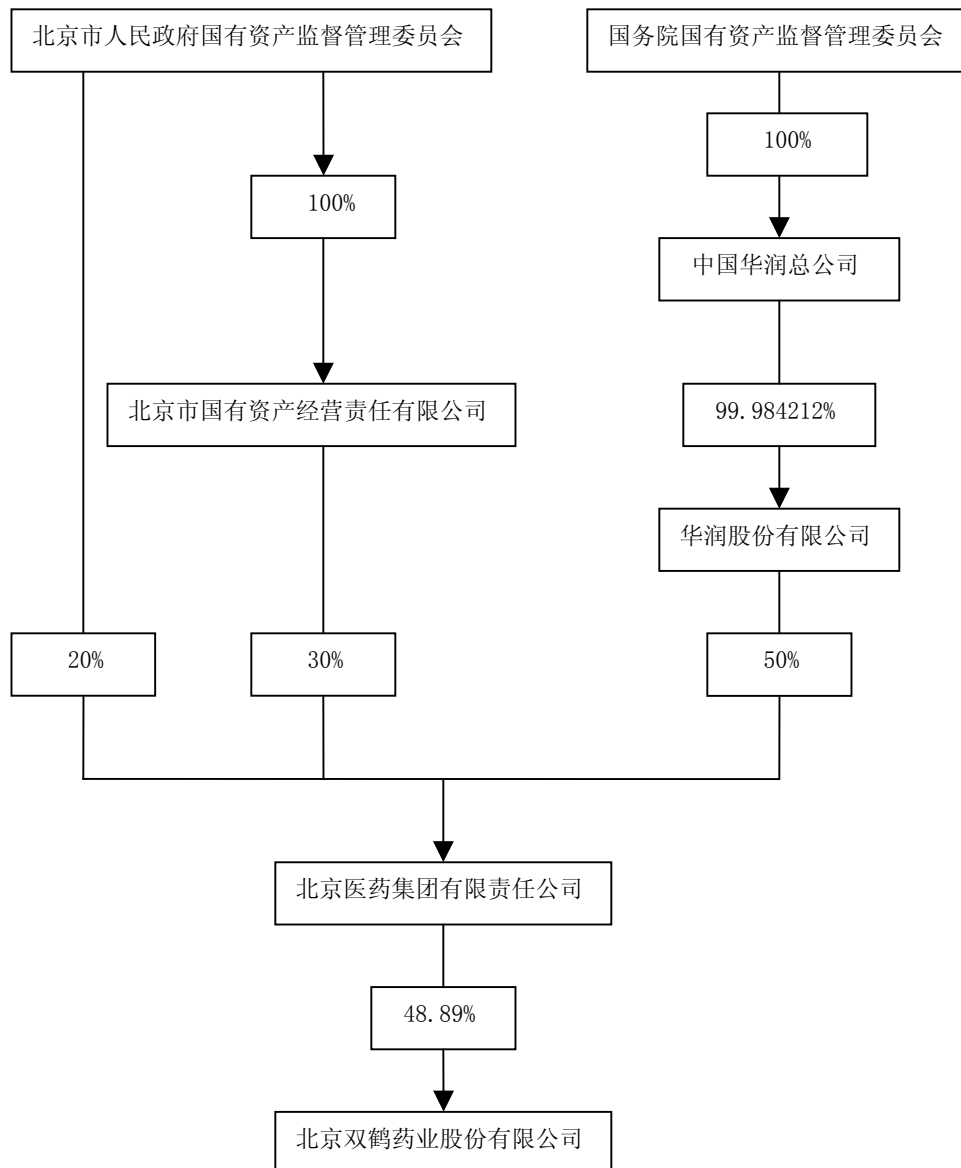 北京市人民政府国有资产监督管理委员会
国务院国有资产监督管理委员会
100%
100%
中国华润总公司
北京市国有资产经营责任有限公司
99.984212%
华润股份有限公司
20%
30%
50%
北京医药集团有限责任公司
48.89%
北京双鹤药业股份有限公司